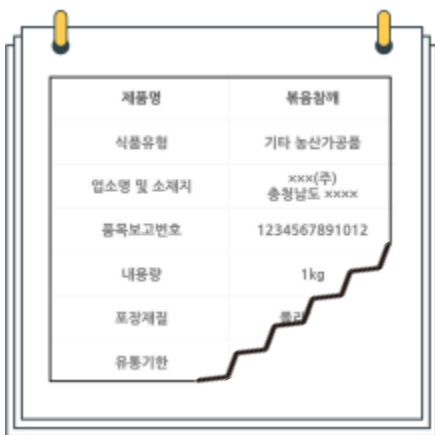 제품명 볶음참깨
식품유형 기타 농산가공품
업소명 및 소재지 xxx(주)
충청남도 xxxx
품목보고번호 1234567891012
내용량 1kg
포장재질 폴리
유통기한